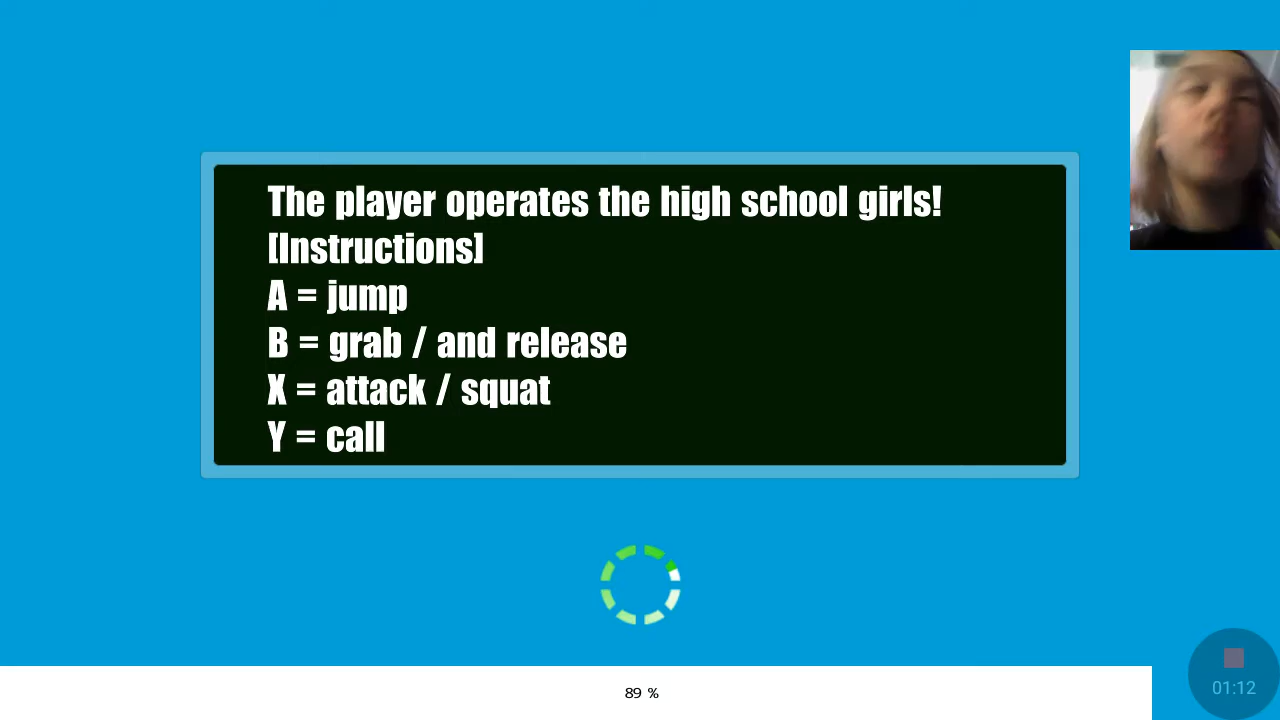 The player operates the high school girls!
[Instructions]
A = jump
B = grab / and release
X = attack / squat
Y = call
89 %
01:12